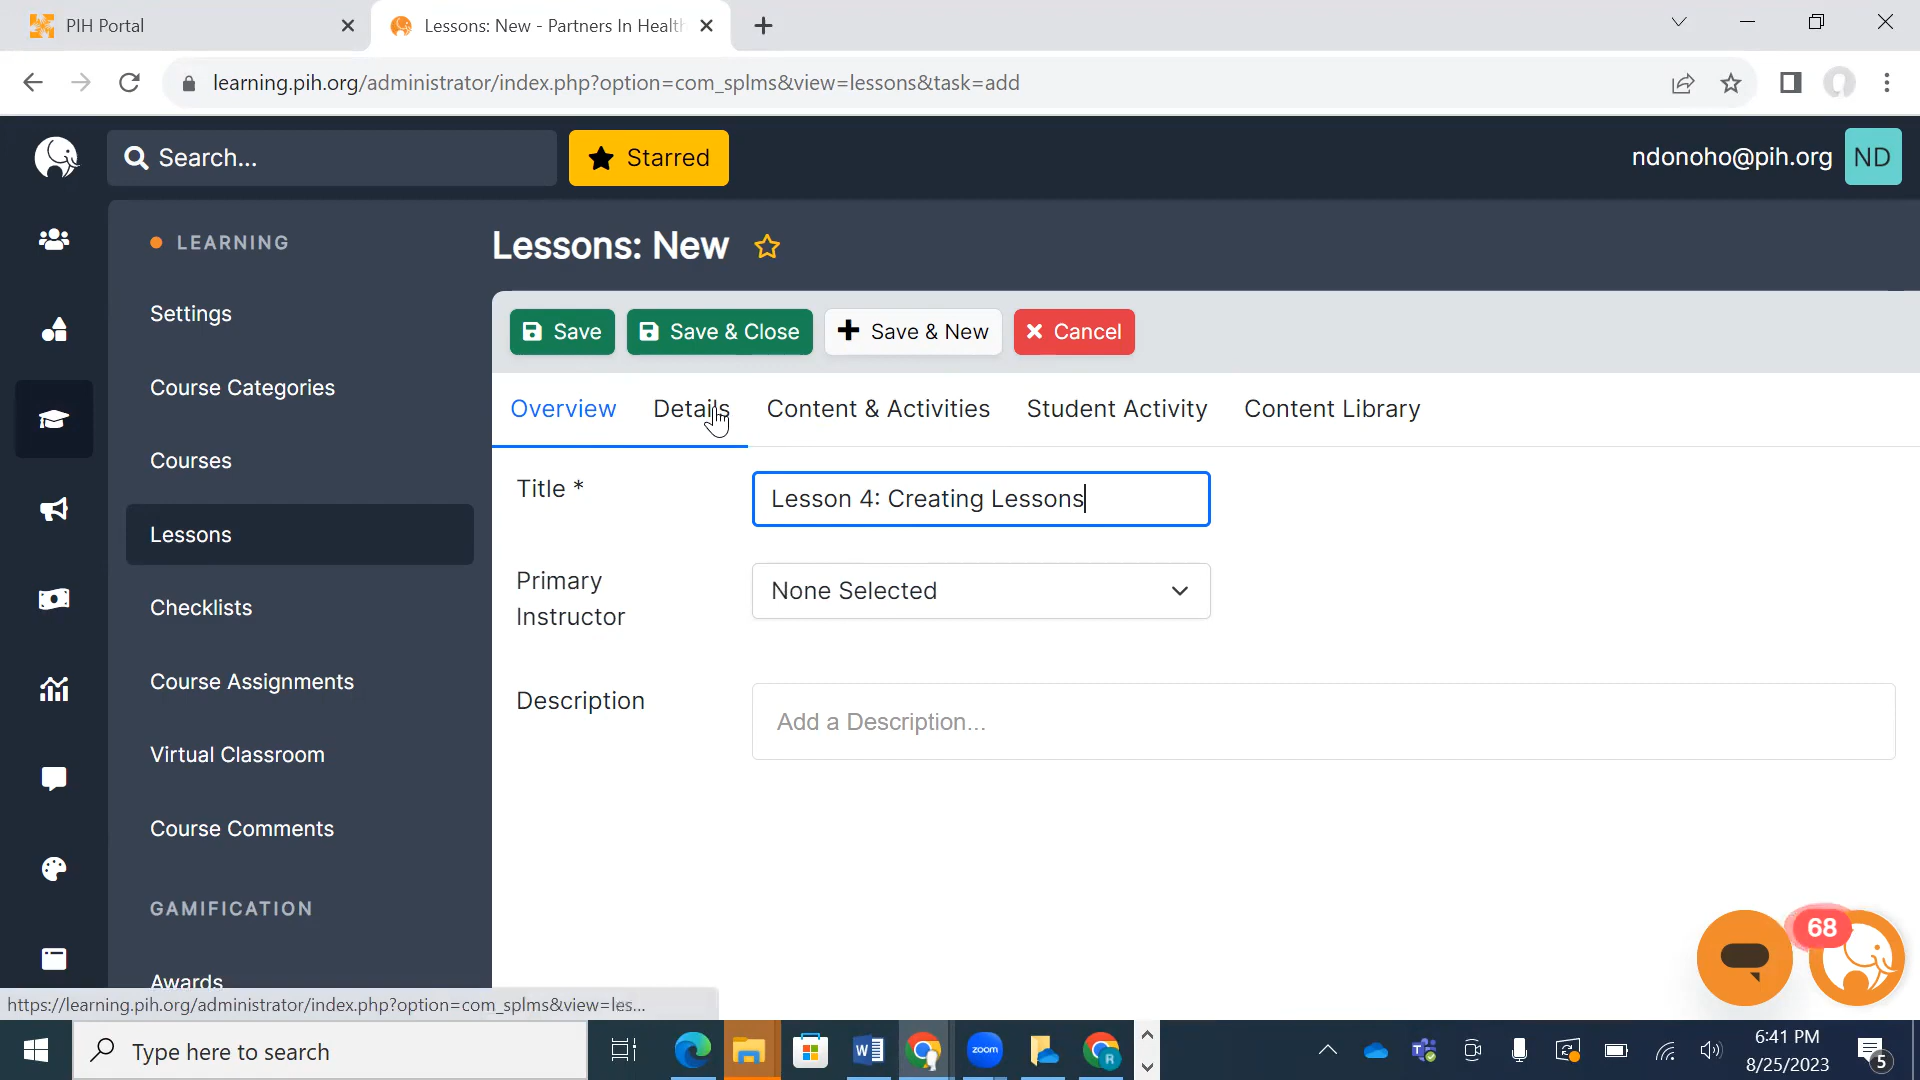 PIH Portal
Lessons: New - Partners In Health
learning.pih.org/administrator/index.php?option=com_splms&view=lessons&task=add
Search...
Starred
ndonoho@pih.org
ND
LEARNING
Settings
Course Categories
Courses
Lessons
Checklists
Course Assignments
Virtual Classroom
Course Comments
GAMIFICATION
Awards
Lessons: New
Save
Save & Close
Save & New
Cancel
Overview
Details
Content & Activities
Student Activity
Content Library
Title *
Lesson 4: Creating Lessons
Primary
Instructor
None Selected
Description
Add a Description...
68
https://learning.pih.org/administrator/index.php?option=com_splms&view=les...
Type here to search
zoom
R
6:41 PM
8/25/2023
5